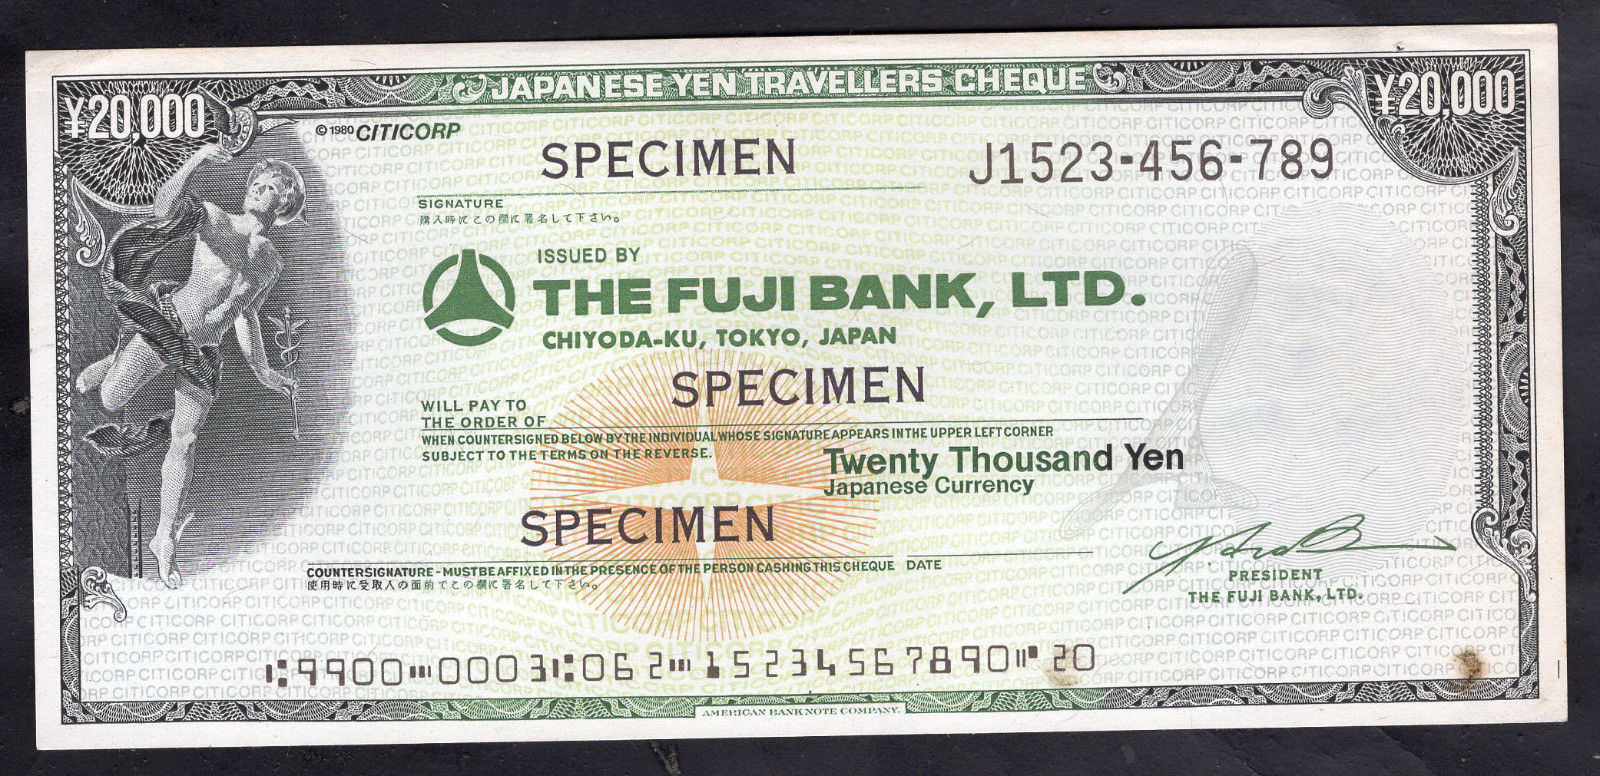 JAPANESE YEN TRAVELLERS CHEQUE
¥20,000
¥20,000
© 1980 CITICORP
SPECIMEN
J1523-456-789
SIGNATURE
購入時にこの欄に署名して下さい。
ISSUED BY
THE FUJI BANK, LTD.
CHIYODA-KU, TOKYO, JAPAN
SPECIMEN
WILL PAY TO
THE ORDER OF
WHEN COUNTERSIGNED BELOW BY THE INDIVIDUAL WHOSE SIGNATURE APPEARS IN THE UPPER LEFT CORNER
SUBJECT TO THE TERMS ON THE REVERSE.
Twenty Thousand Yen
Japanese Currency
SPECIMEN
COUNTERSIGNATURE - MUST BE AFFIXED IN THE PRESENCE OF THE PERSON CASHING THIS CHEQUE
DATE
使用時に受取人の面前でこの欄に署名して下さい。
PRESIDENT
THE FUJI BANK, LTD.
⑆9900⑉0003⑆062⑉15234567890⑈20
AMERICAN BANK NOTE COMPANY.